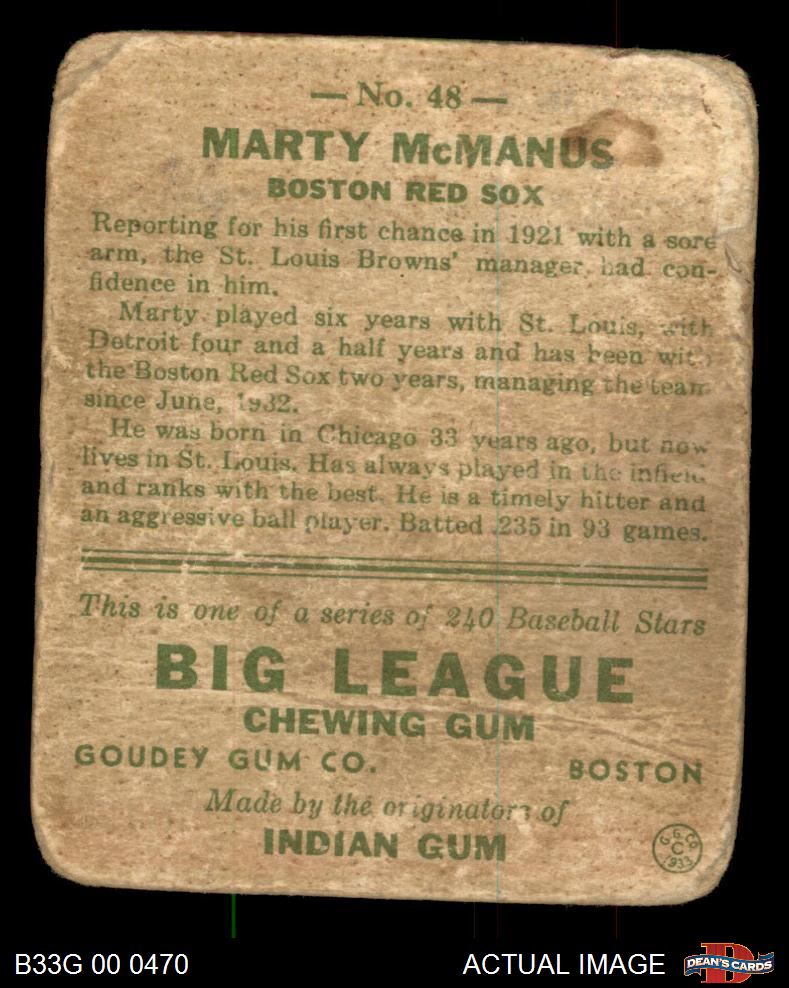 — No. 48 —
MARTY McMANUS
BOSTON RED SOX
Reporting for his first chance in 1921 with a sore
arm, the St. Louis Browns' manager, had con-
fidence in him.
Marty played six years with St. Louis, with
Detroit four and a half years and has been with
the Boston Red Sox two years, managing the team
since June, 1932.
He was born in Chicago 33 years ago, but now
lives in St. Louis. Has always played in the infield
and ranks with the best. He is a timely hitter and
an aggressive ball player. Batted .235 in 93 games.
This is one of a series of 240 Baseball Stars
BIG LEAGUE
CHEWING GUM
GOUDEY GUM CO. BOSTON
Made by the originators of
INDIAN GUM
G.G.CO.
C
1933
B33G 00 0470 ACTUAL IMAGE D DEAN'S CARDS